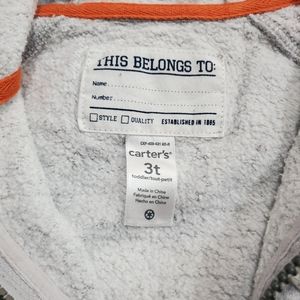 THIS BELONGS TO:
Name
Number
STYLE QUALITY ESTABLISHED IN 1865
carter's
3t
toddler/tout-petit
Made in China
Fabriqué en Chine
Hecho en China